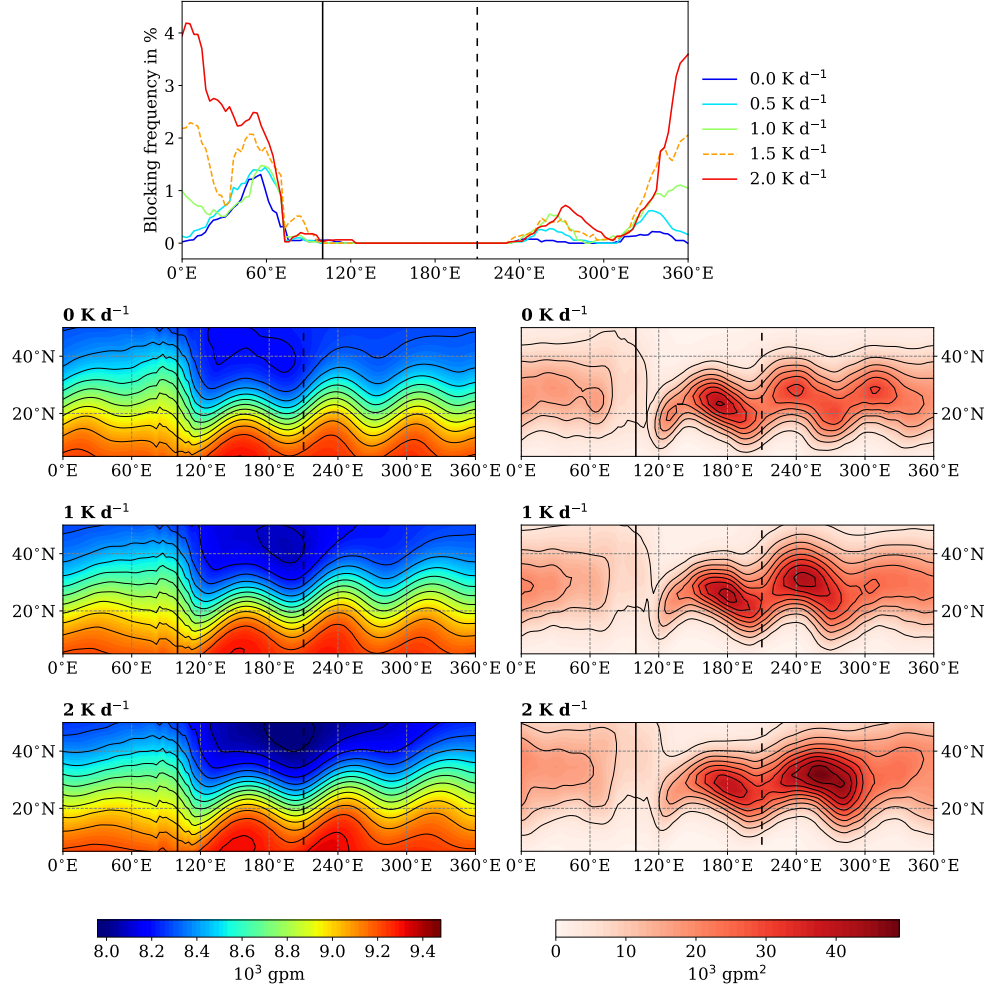 Blocking frequency in %
4
3
2
1
0
0°E 60°E 120°E 180°E 240°E 300°E 360°E
0.0 K d⁻¹
0.5 K d⁻¹
1.0 K d⁻¹
1.5 K d⁻¹
2.0 K d⁻¹
0 K d⁻¹
40°N
20°N
0°E 60°E 120°E 180°E 240°E 300°E 360°E
0 K d⁻¹
40°N
20°N
0°E 60°E 120°E 180°E 240°E 300°E 360°E
1 K d⁻¹
40°N
20°N
0°E 60°E 120°E 180°E 240°E 300°E 360°E
1 K d⁻¹
40°N
20°N
0°E 60°E 120°E 180°E 240°E 300°E 360°E
2 K d⁻¹
40°N
20°N
0°E 60°E 120°E 180°E 240°E 300°E 360°E
2 K d⁻¹
40°N
20°N
0°E 60°E 120°E 180°E 240°E 300°E 360°E
8.0 8.2 8.4 8.6 8.8 9.0 9.2 9.4
10³ gpm
0 10 20 30 40
10³ gpm²